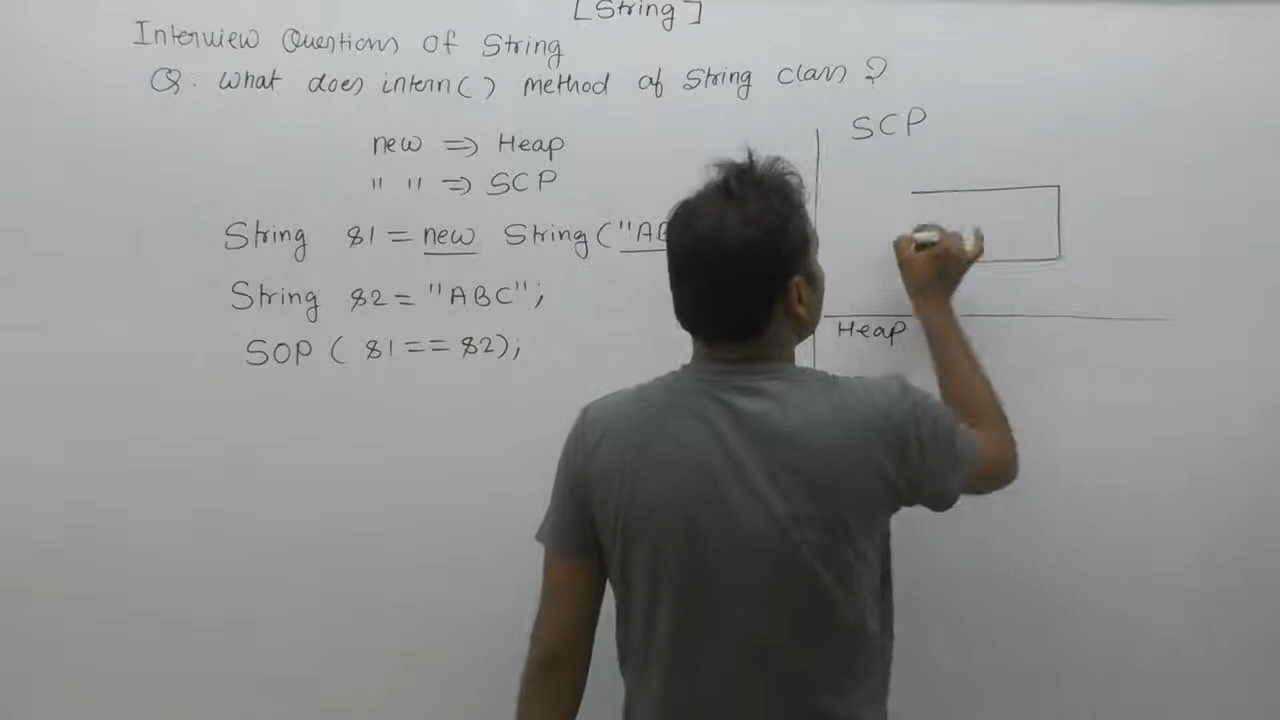 [String]
Interview Questions of String
Q. What does intern() method of String class ?
new => Heap
" " => SCP
String s1 = new String("AB
String s2 = "ABC";
SOP ( s1 == s2);
SCP
Heap